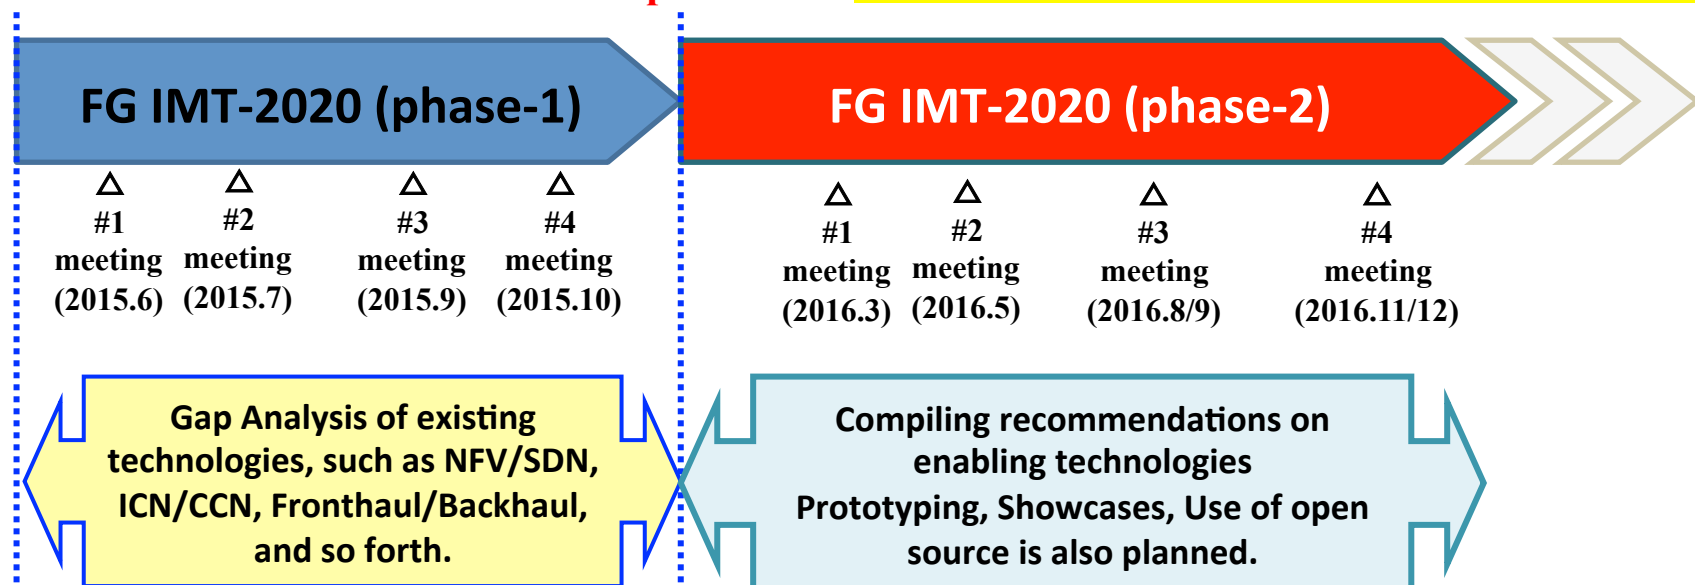 FG IMT-2020 (phase-1)
FG IMT-2020 (phase-2)
#1
meeting
(2015.6)
#2
meeting
(2015.7)
#3
meeting
(2015.9)
#4
meeting
(2015.10)
#1
meeting
(2016.3)
#2
meeting
(2016.5)
#3
meeting
(2016.8/9)
#4
meeting
(2016.11/12)
Gap Analysis of existing
technologies, such as NFV/SDN,
ICN/CCN, Fronthaul/Backhaul,
and so forth.
Compiling recommendations on
enabling technologies
Prototyping, Showcases, Use of open
source is also planned.